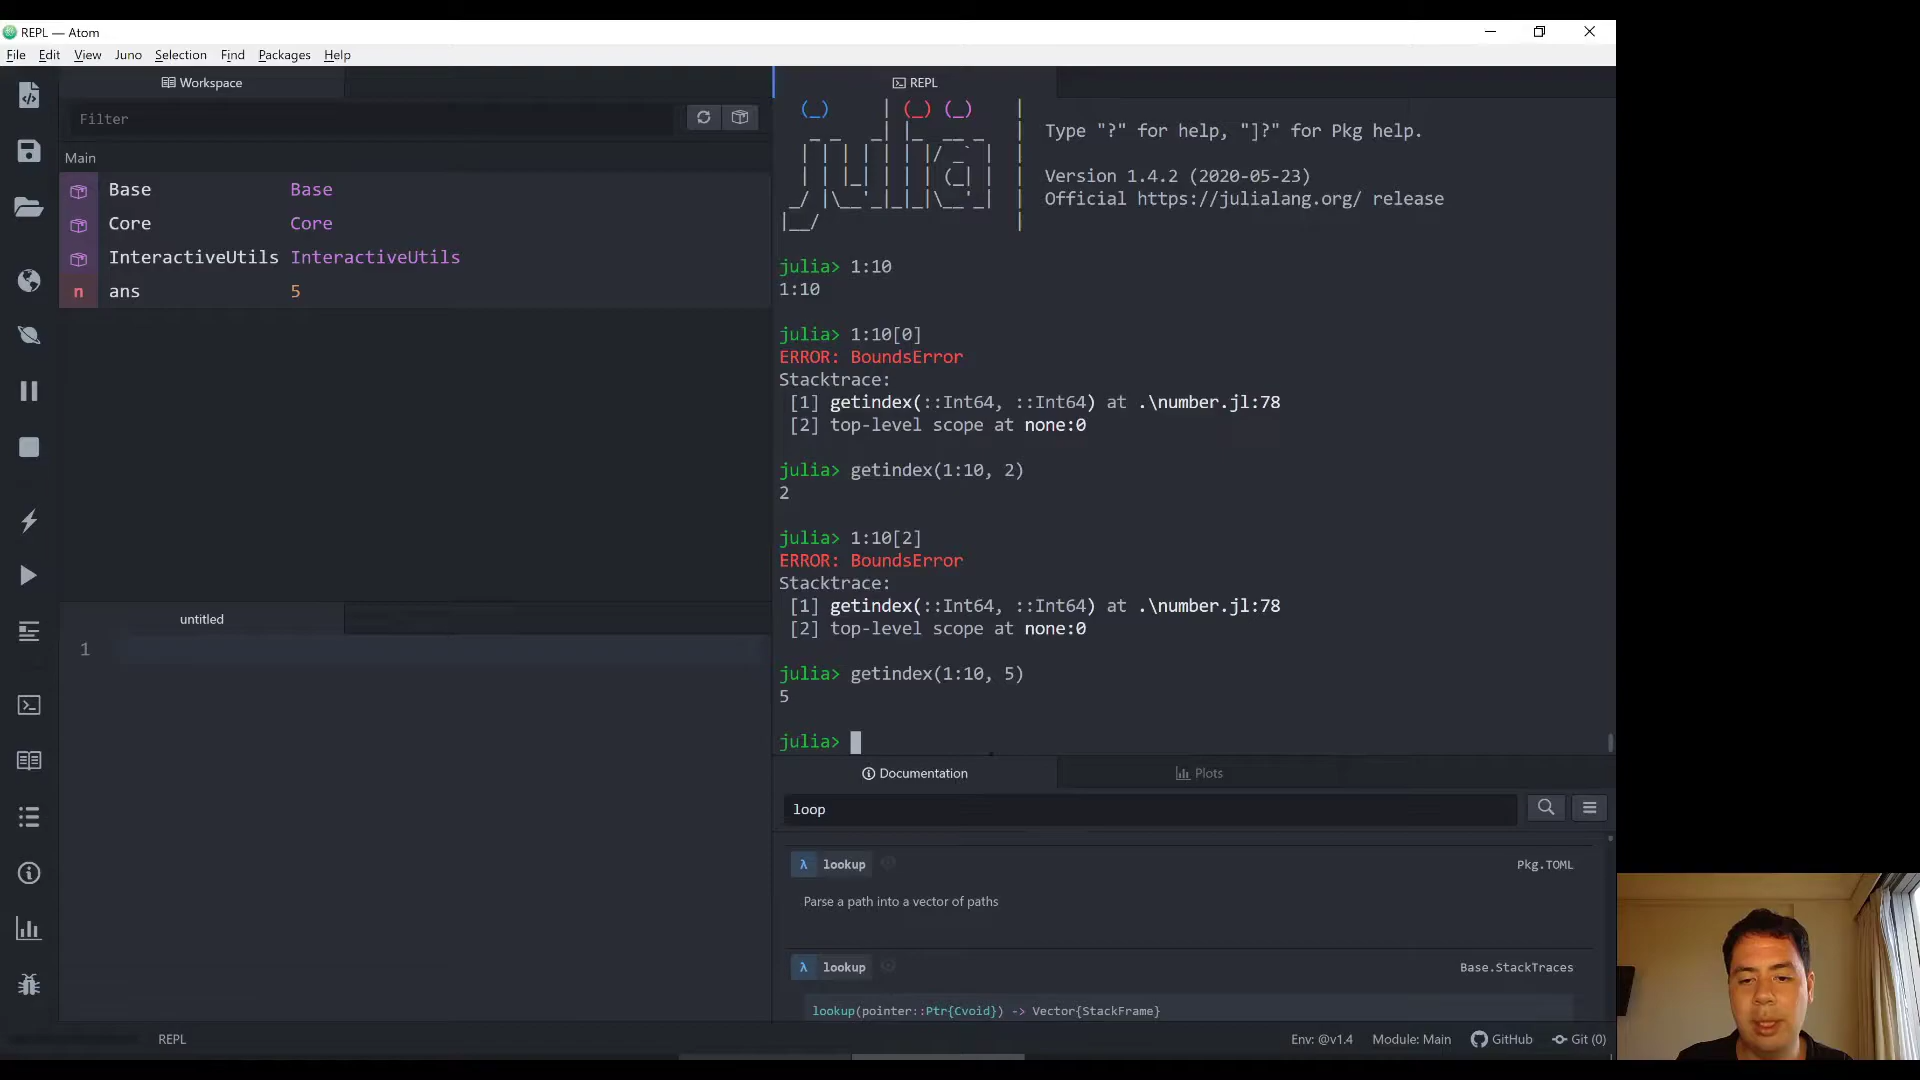 REPL — Atom
File Edit View Juno Selection Find Packages Help
Workspace
Filter
Main
Base Base
Core Core
InteractiveUtils InteractiveUtils
n ans 5
untitled
1
REPL
Type "?" for help, "]?" for Pkg help.
Version 1.4.2 (2020-05-23)
Official https://julialang.org/ release
julia> 1:10
1:10
julia> 1:10[0]
ERROR: BoundsError
Stacktrace:
[1] getindex(::Int64, ::Int64) at .\number.jl:78
[2] top-level scope at none:0
julia> getindex(1:10, 2)
2
julia> 1:10[2]
ERROR: BoundsError
Stacktrace:
[1] getindex(::Int64, ::Int64) at .\number.jl:78
[2] top-level scope at none:0
julia> getindex(1:10, 5)
5
julia>
Documentation Plots
loop
λ lookup Pkg.TOML
Parse a path into a vector of paths
λ lookup Base.StackTraces
lookup(pointer::Ptr{Cvoid}) -> Vector{StackFrame}
REPL Env: @v1.4 Module: Main GitHub Git (0)